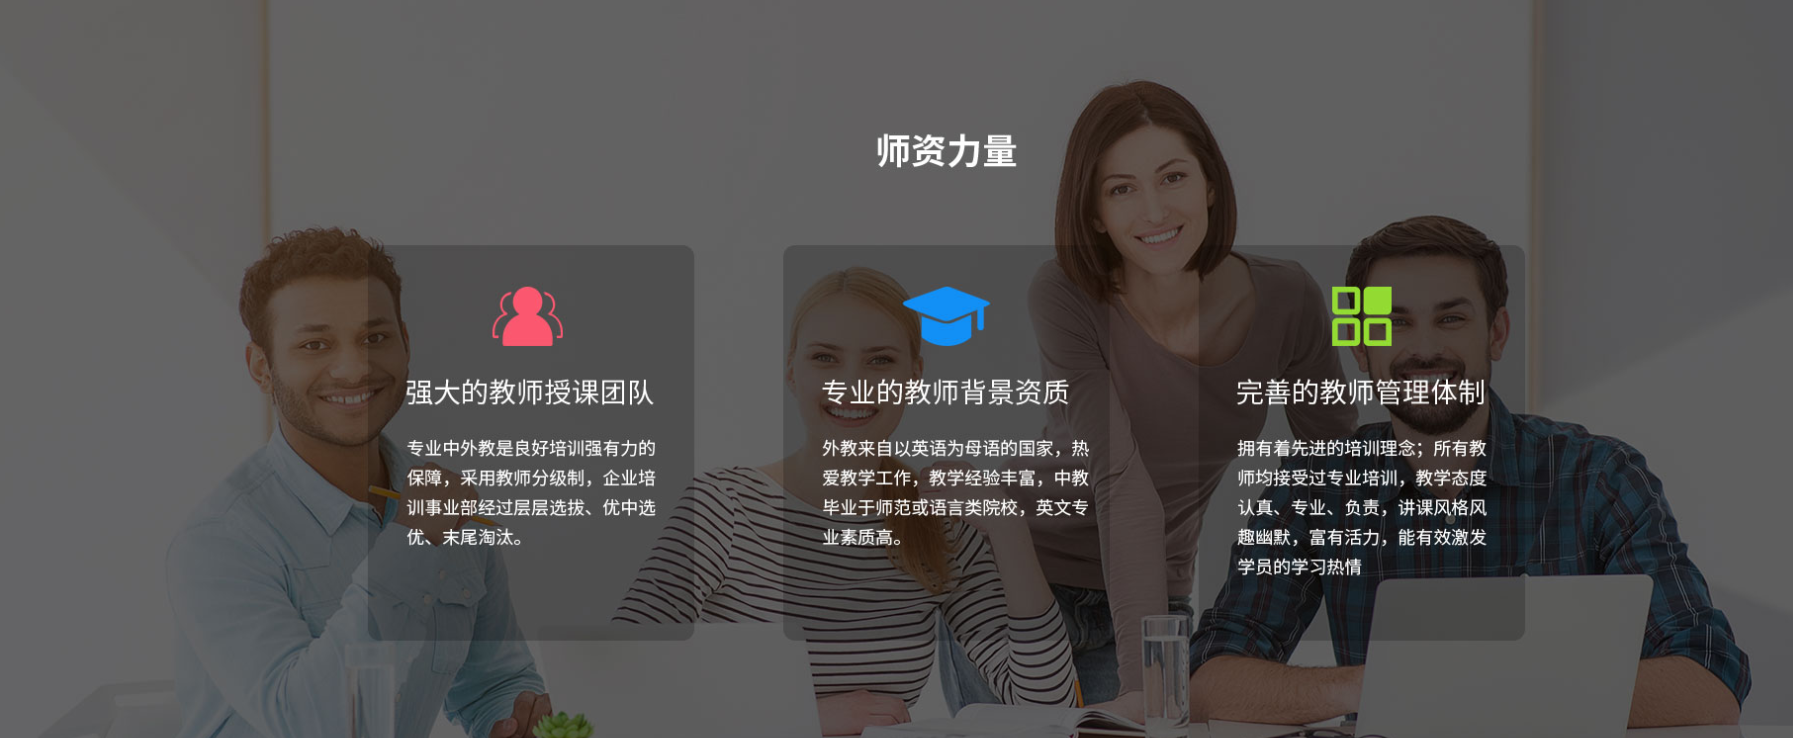 师资力量
强大的教师授课团队
专业中外教是良好培训强有力的
保障，采用教师分级制，企业培
训事业部经过层层选拔、优中选
优、末尾淘汰。
专业的教师背景资质
外教来自以英语为母语的国家，热
爱教学工作，教学经验丰富，中教
毕业于师范或语言类院校，英文专
业素质高。
完善的教师管理体制
拥有着先进的培训理念；所有教
师均接受过专业培训，教学态度
认真、专业、负责，讲课风格风
趣幽默，富有活力，能有效激发
学员的学习热情